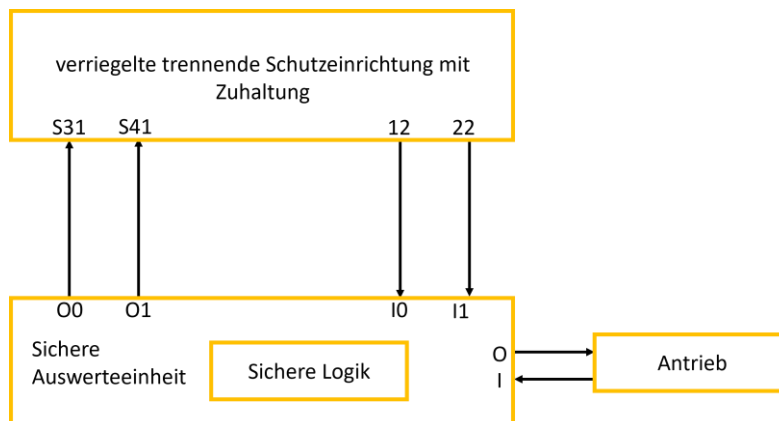 verriegelte trennende Schutzeinrichtung mit
Zuhaltung
S31 S41 12 22
O0 O1 I0 I1
Sichere
Auswerteeinheit
Sichere Logik
O
I
Antrieb